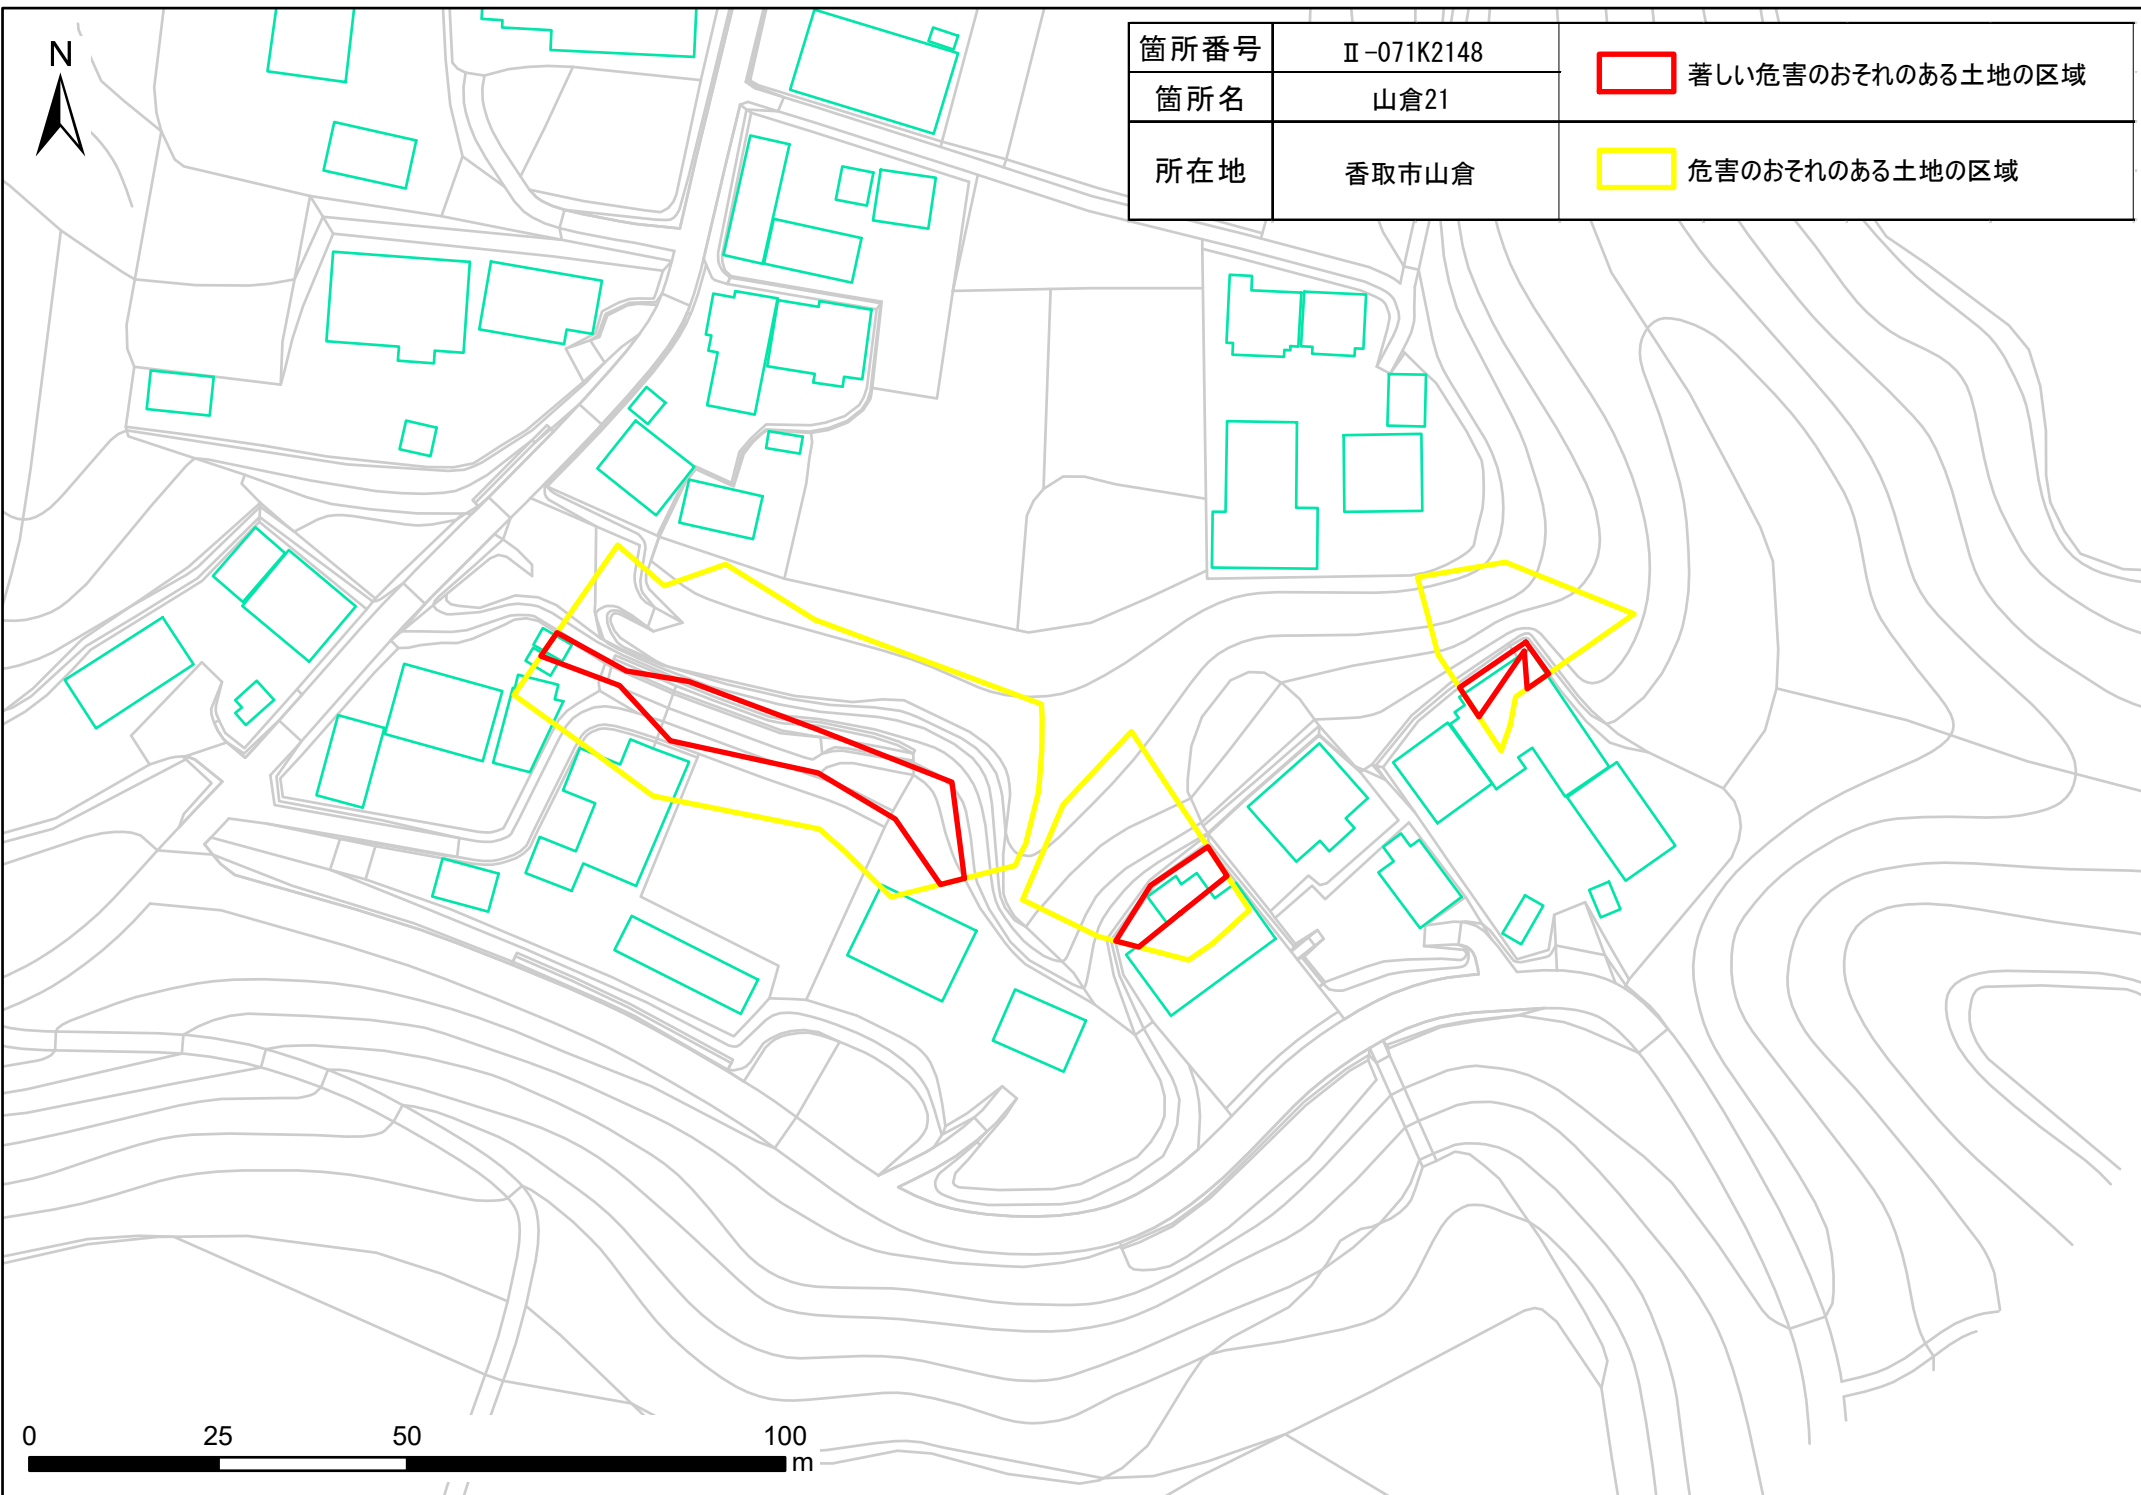 N
箇所番号 Ⅱ-071K2148
著しい危害のおそれのある土地の区域
箇所名 山倉21
所在地 香取市山倉
危害のおそれのある土地の区域
0 25 50 100
m